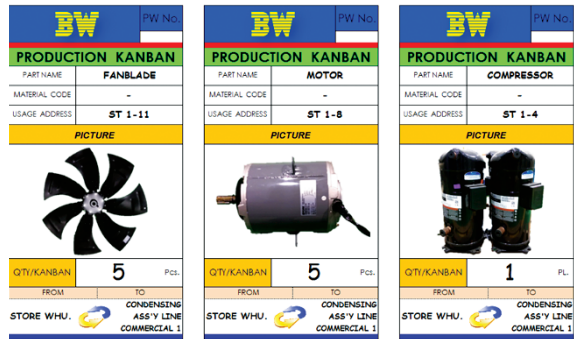 BW
PW No.
PRODUCTION KANBAN
PART NAME FANBLADE
MATERIAL CODE -
USAGE ADDRESS ST 1-11
PICTURE
Q'TY/KANBAN 5 Pcs.
FROM TO
STORE WHU. CONDENSING
ASS'Y LINE
COMMERCIAL 1
BW
PW No.
PRODUCTION KANBAN
PART NAME MOTOR
MATERIAL CODE -
USAGE ADDRESS ST 1-8
PICTURE
Q'TY/KANBAN 5 Pcs.
FROM TO
STORE WHU. CONDENSING
ASS'Y LINE
COMMERCIAL 1
BW
PW No.
PRODUCTION KANBAN
PART NAME COMPRESSOR
MATERIAL CODE -
USAGE ADDRESS ST 1-4
PICTURE
Q'TY/KANBAN 1 PL.
FROM TO
STORE WHU. CONDENSING
ASS'Y LINE
COMMERCIAL 1